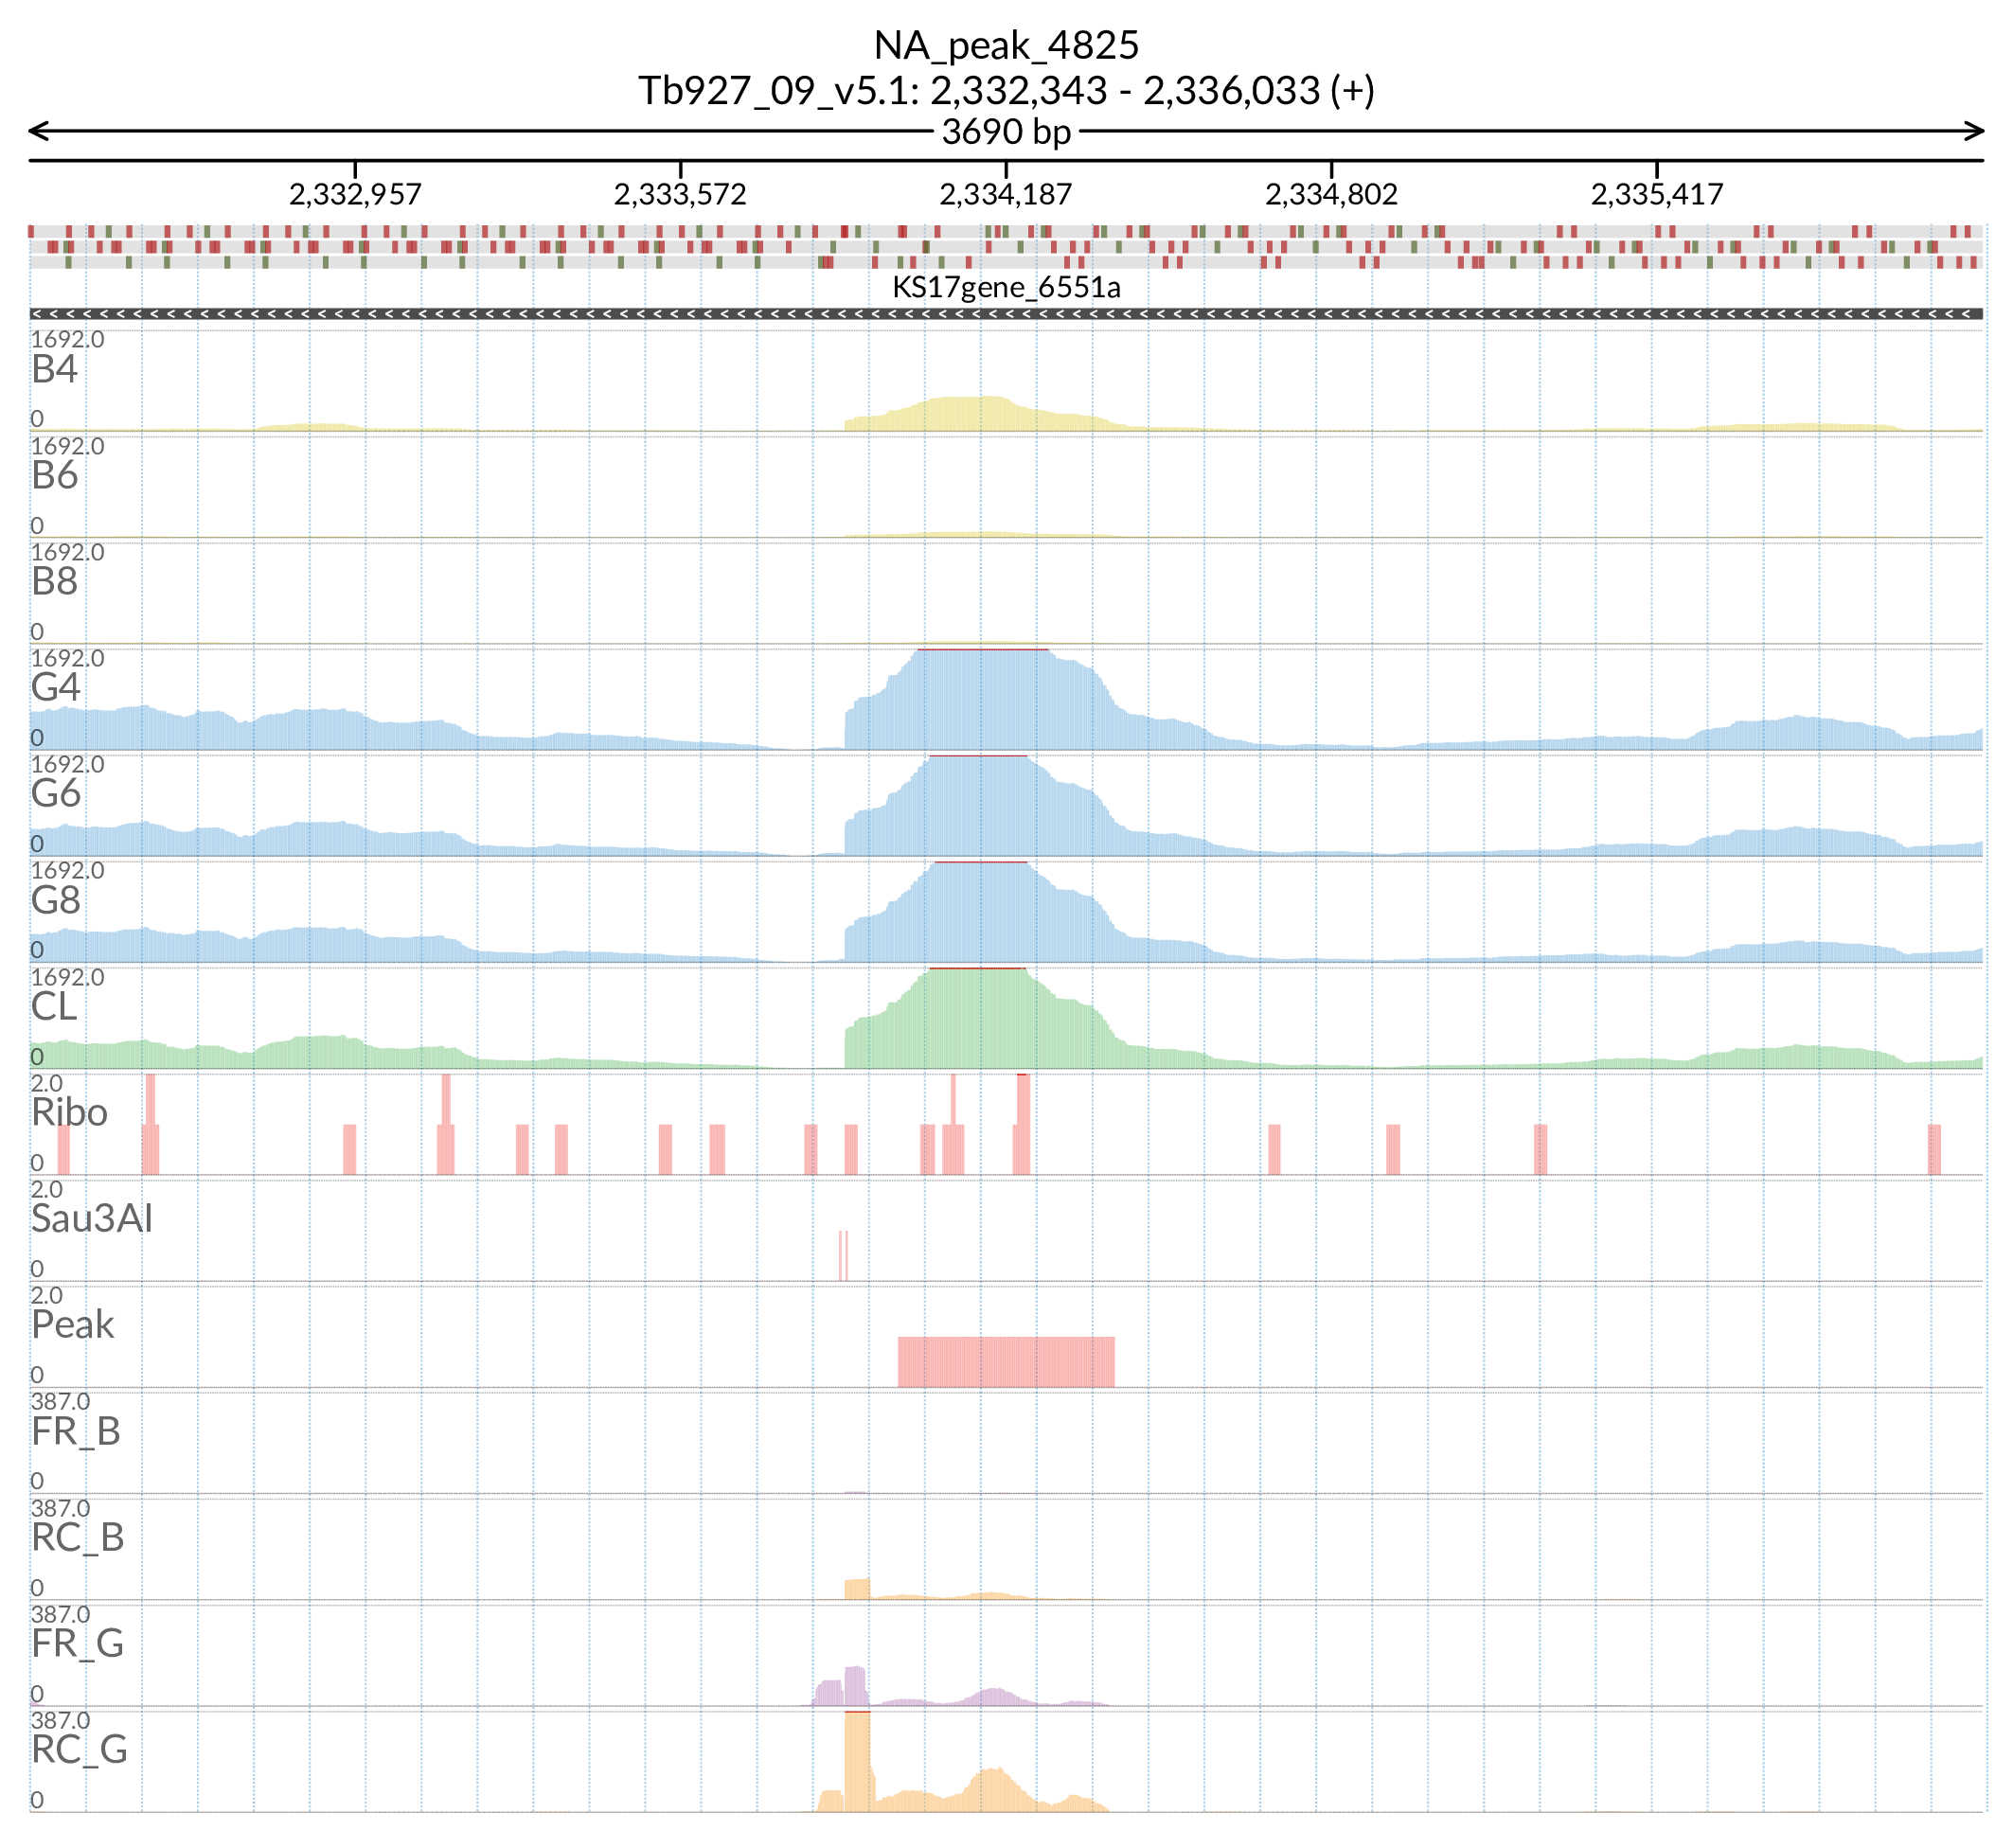 NA_peak_4825
Tb927_09_v5.1: 2,332,343 - 2,336,033 (+)
3690 bp
2,332,957 2,333,572 2,334,187 2,334,802 2,335,417
KS17gene_6551a
1692.0
B4
0
1692.0
B6
0
1692.0
B8
0
1692.0
G4
0
1692.0
G6
0
1692.0
G8
0
1692.0
CL
0
2.0
Ribo
0
2.0
Sau3AI
0
2.0
Peak
0
387.0
FR_B
0
387.0
RC_B
0
387.0
FR_G
0
387.0
RC_G
0